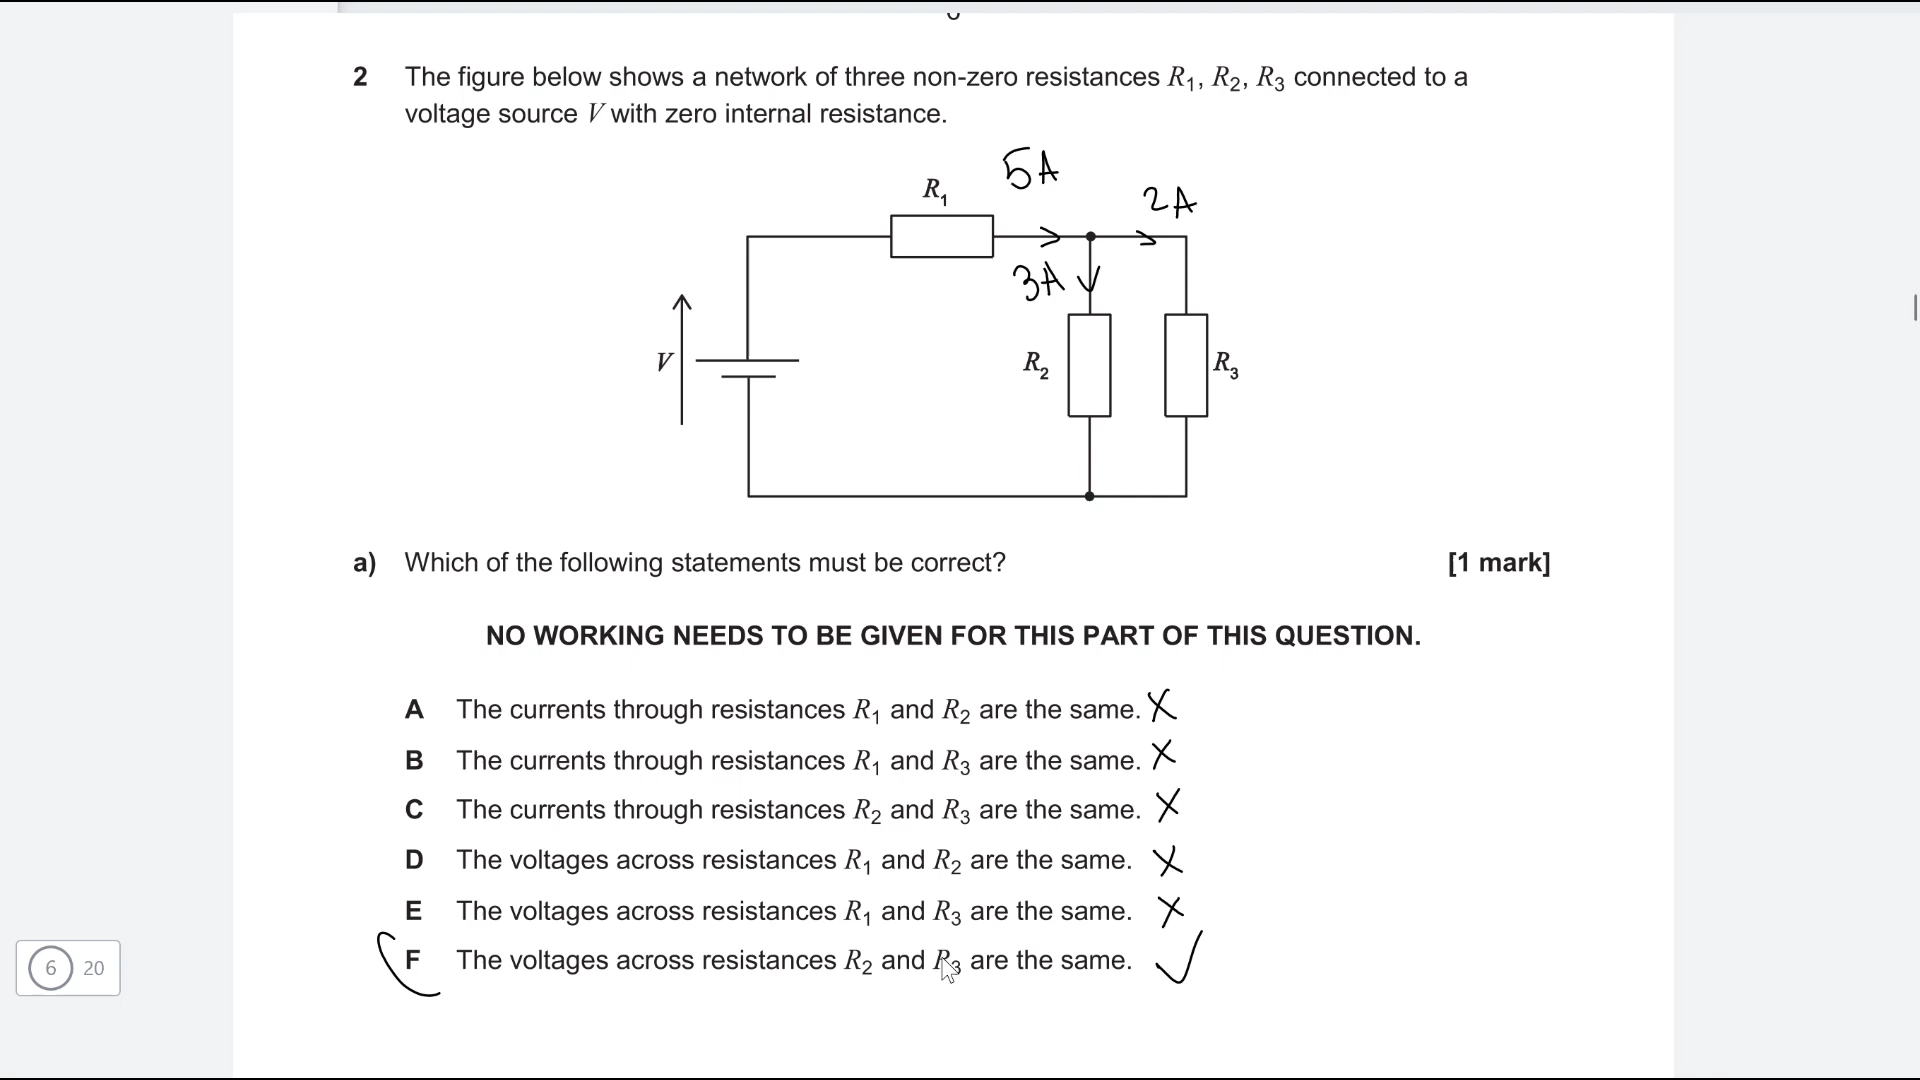 2 The figure below shows a network of three non-zero resistances R₁, R₂, R₃ connected to a
voltage source V with zero internal resistance.
5A
R₁
2A
3A
V
R₂
R₃
a) Which of the following statements must be correct? [1 mark]
NO WORKING NEEDS TO BE GIVEN FOR THIS PART OF THIS QUESTION.
A The currents through resistances R₁ and R₂ are the same.
B The currents through resistances R₁ and R₃ are the same.
C The currents through resistances R₂ and R₃ are the same.
D The voltages across resistances R₁ and R₂ are the same.
E The voltages across resistances R₁ and R₃ are the same.
F The voltages across resistances R₂ and R₃ are the same.
6 20